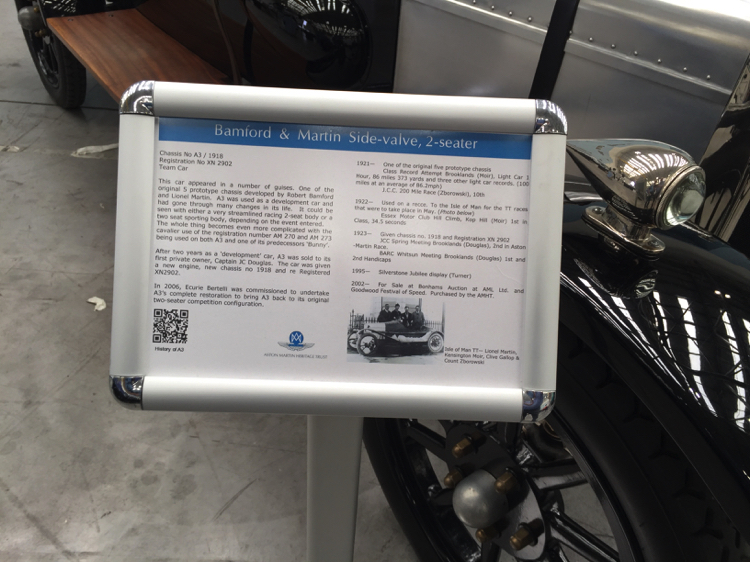 Bamford & Martin Side-valve, 2-seater
Chassis No A3 / 1918
Registration No XN 2902
Team Car
This car appeared in a number of guises. One of the
original 5 prototype chassis developed by Robert Bamford
and Lionel Martin. A3 was used as a development car and
had gone through many changes in its life. It could be
seen with either a very streamlined racing 2-seat body or a
two seat sporting body, depending on the event entered.
The whole thing becomes even more complicated with the
cavalier use of the registration number AM 270 and AM 273
being used on both A3 and one of its predecessors 'Bunny'.
After two years as a 'development' car, A3 was sold to its
first private owner, Captain JC Douglas. The car was given
a new engine, new chassis no 1918 and re Registered
XN2902.
In 2006, Ecurie Bertelli was commissioned to undertake
A3's complete restoration to bring A3 back to its original
two-seater competition configuration.
History of A3
ASTON MARTIN HERITAGE TRUST
1921— One of the original five prototype chassis
Class Record Attempt Brooklands (Moir), Light Car 1
Hour, 86 miles 373 yards and three other light car records. (100
miles at an average of 86.2mph)
J.C.C. 200 Mile Race (Zborowski), 10th
1922— Used on a recce. To the Isle of Man for the TT races
that were to take place in May. (Photo below)
Essex Motor Club Hill Climb, Kop Hill (Moir) 1st in
Class, 34.3 seconds.
1923— Given chassis no. 1918 and Registration XN 2902
JCC Spring Meeting Brooklands (Douglas), 2nd in Aston
-Martin Race.
BARC Whitsun Meeting Brooklands (Douglas) 1st and
2nd Handicaps
1995— Silverstone Jubilee display (Turner)
2002— For Sale at Bonhams Auction at AML Ltd. and
Goodwood Festival of Speed. Purchased by the AMHT.
Isle of Man TT— Lionel Martin,
Kensington Moir, Clive Gallop &
Count Zborowski